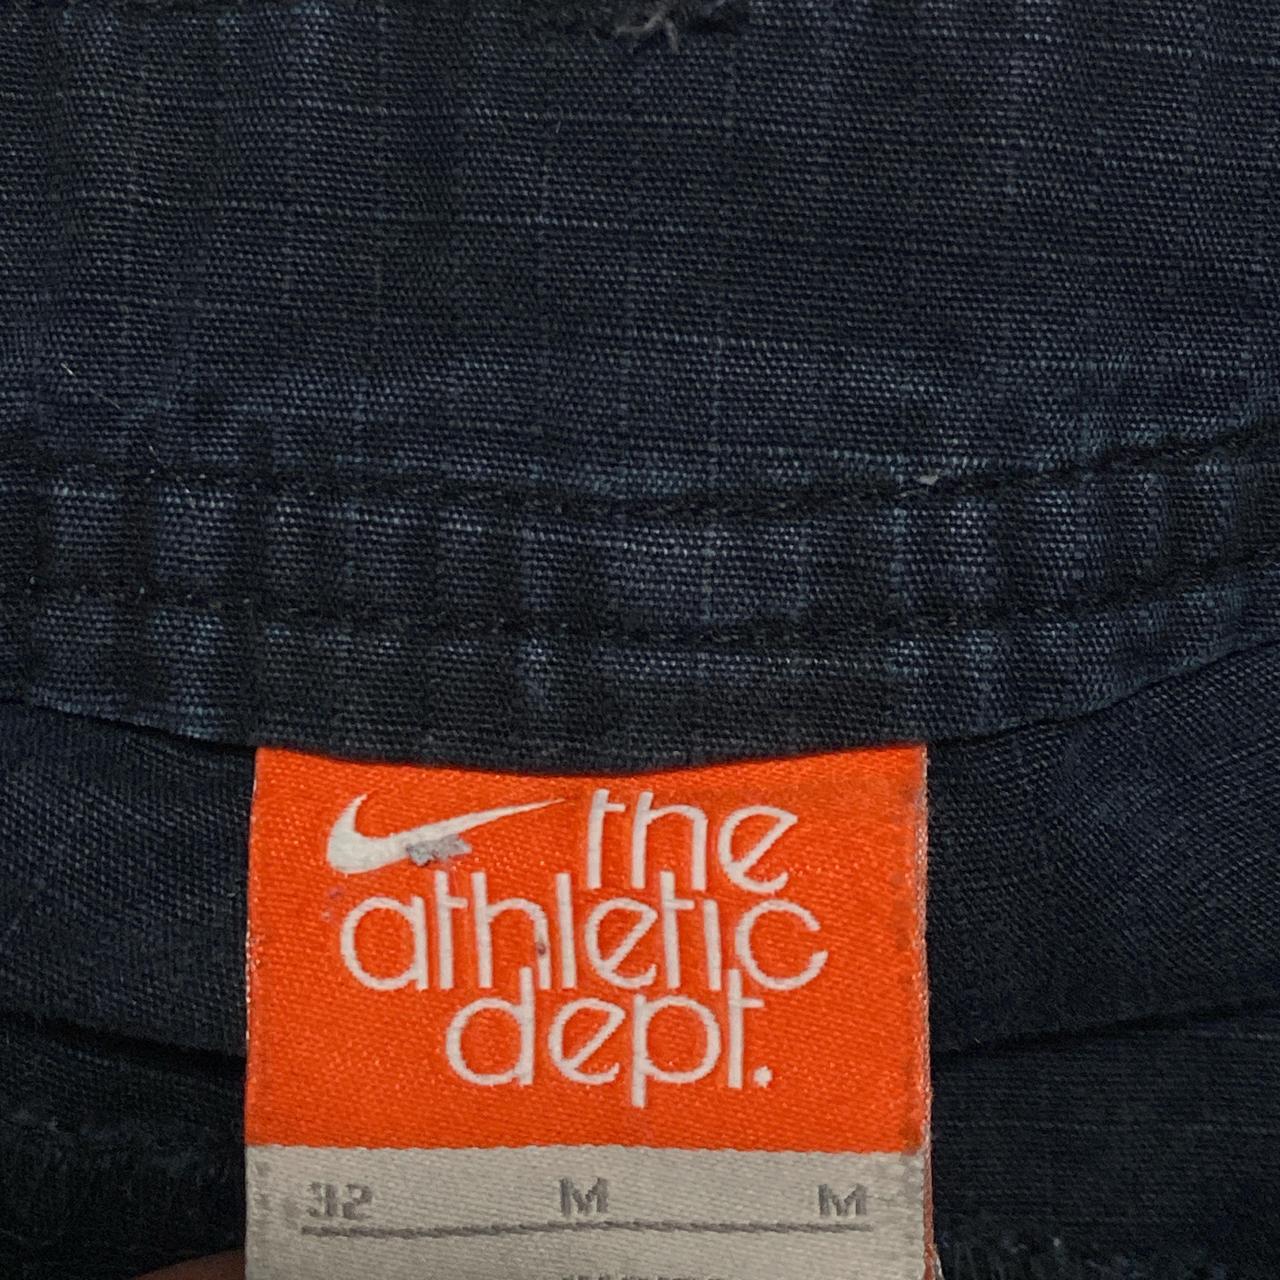 the
athletic
dept.
32 M M